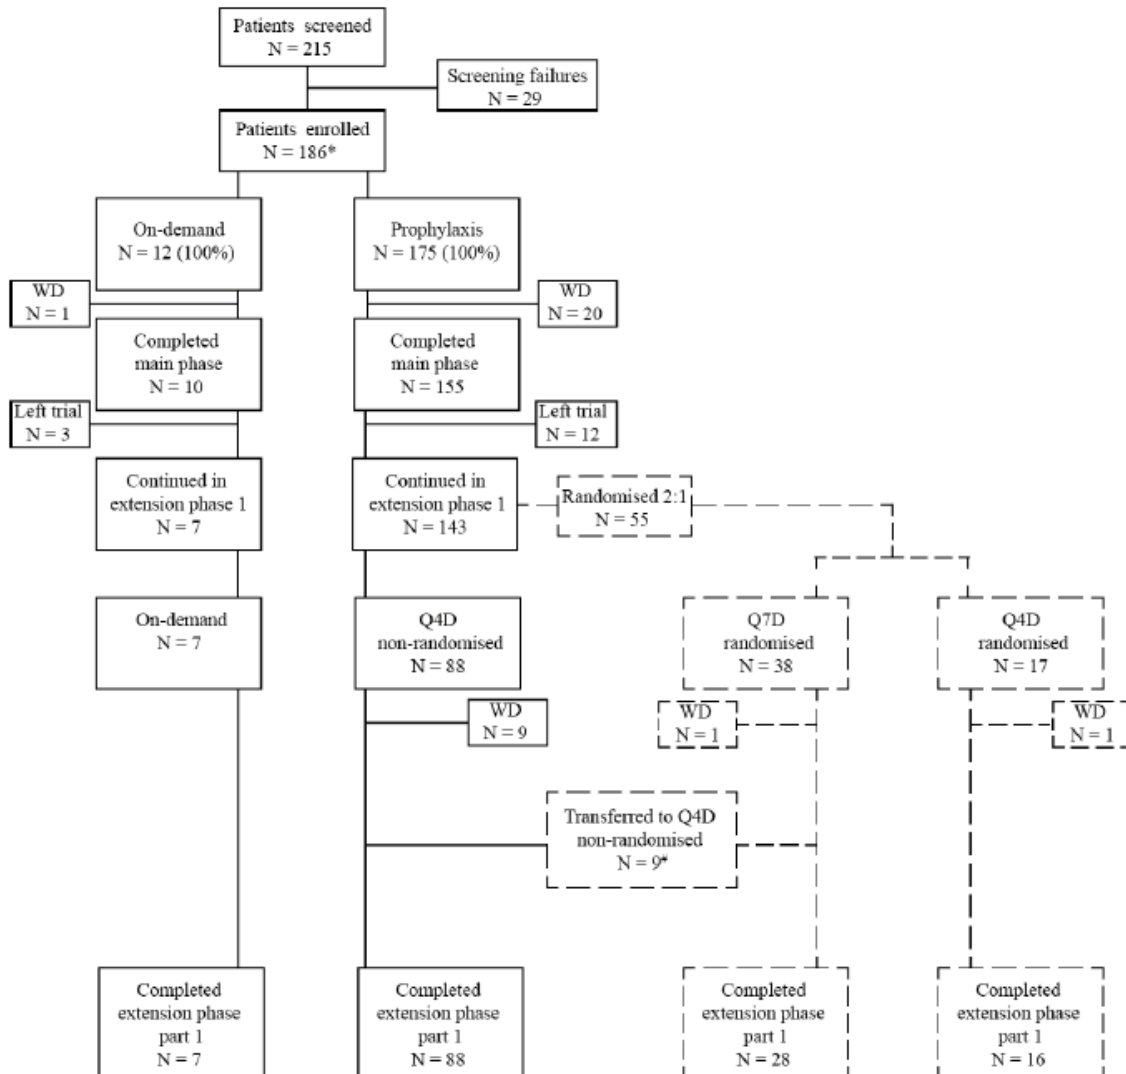 Patients screened
N = 215
Screening failures
N = 29
Patients enrolled
N = 186*
On-demand
N = 12 (100%)
Prophylaxis
N = 175 (100%)
WD
N = 1
WD
N = 20
Completed
main phase
N = 10
Completed
main phase
N = 155
Left trial
N = 3
Left trial
N = 12
Continued in
extension phase 1
N = 7
Continued in
extension phase 1
N = 143
Randomised 2:1
N = 55
On-demand
N = 7
Q4D
non-randomised
N = 88
Q7D
randomised
N = 38
Q4D
randomised
N = 17
WD
N = 9
WD
N = 1
WD
N = 1
Transferred to Q4D
non-randomised
N = 9#
Completed
extension phase
part 1
N = 7
Completed
extension phase
part 1
N = 88
Completed
extension phase
part 1
N = 28
Completed
extension phase
part 1
N = 16